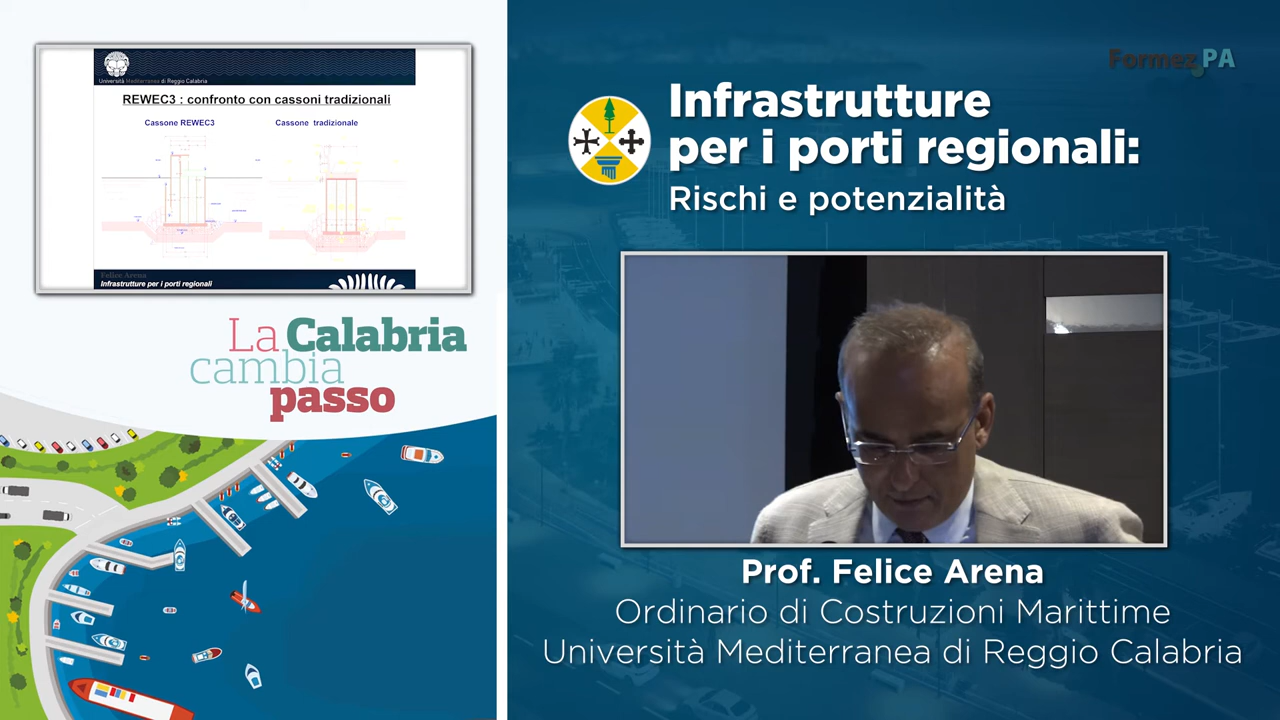 Università Mediterranea di Reggio Calabria
REWEC3 : confronto con cassoni tradizionali
Cassone REWEC3
Cassone tradizionale
Felice Arena
Infrastrutture per i porti regionali
La Calabria
cambia
passo
Formez PA
Infrastrutture
per i porti regionali:
Rischi e potenzialità
Prof. Felice Arena
Ordinario di Costruzioni Marittime
Università Mediterranea di Reggio Calabria